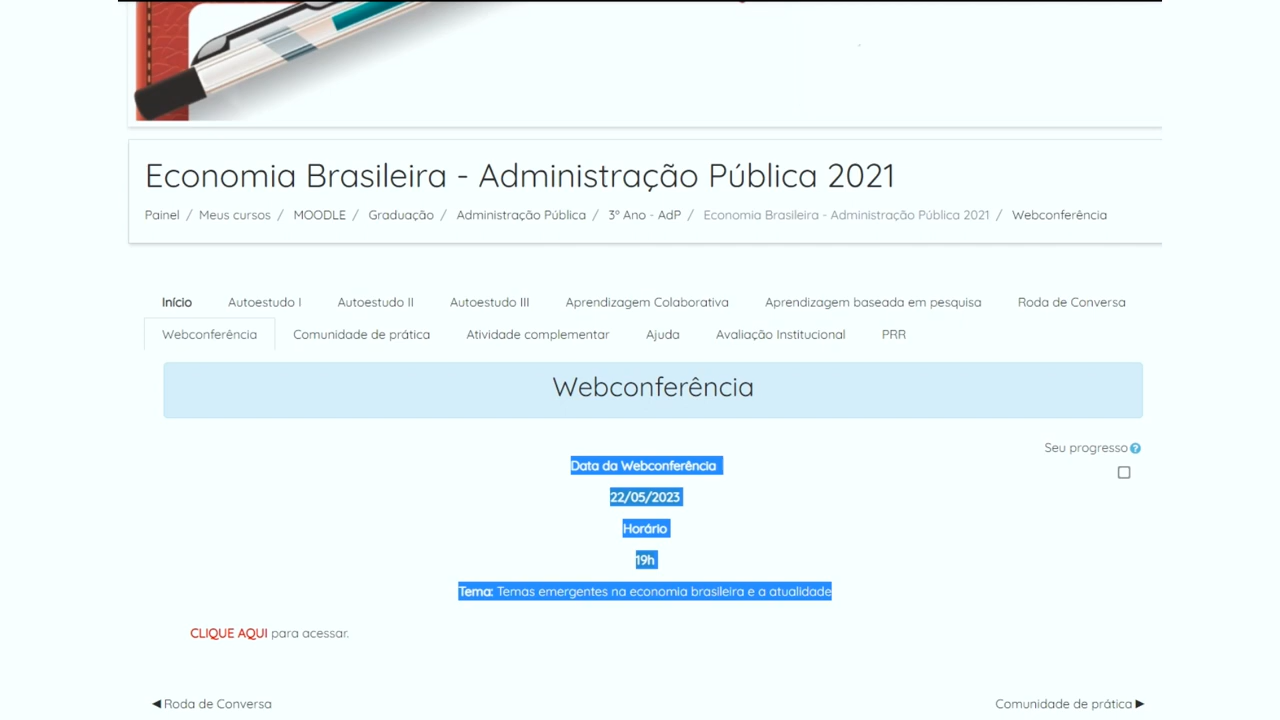 Economia Brasileira - Administração Pública 2021
Painel / Meus cursos / MOODLE / Graduação / Administração Pública / 3º Ano - AdP / Economia Brasileira - Administração Pública 2021 / Webconferência
Início Autoestudo I Autoestudo II Autoestudo III Aprendizagem Colaborativa Aprendizagem baseada em pesquisa Roda de Conversa
Webconferência Comunidade de prática Atividade complementar Ajuda Avaliação Institucional PRR
Webconferência
Seu progresso
Data da Webconferência
22/05/2023
Horário
19h
Tema: Temas emergentes na economia brasileira e a atualidade
CLIQUE AQUI para acessar.
◀ Roda de Conversa Comunidade de prática ▶